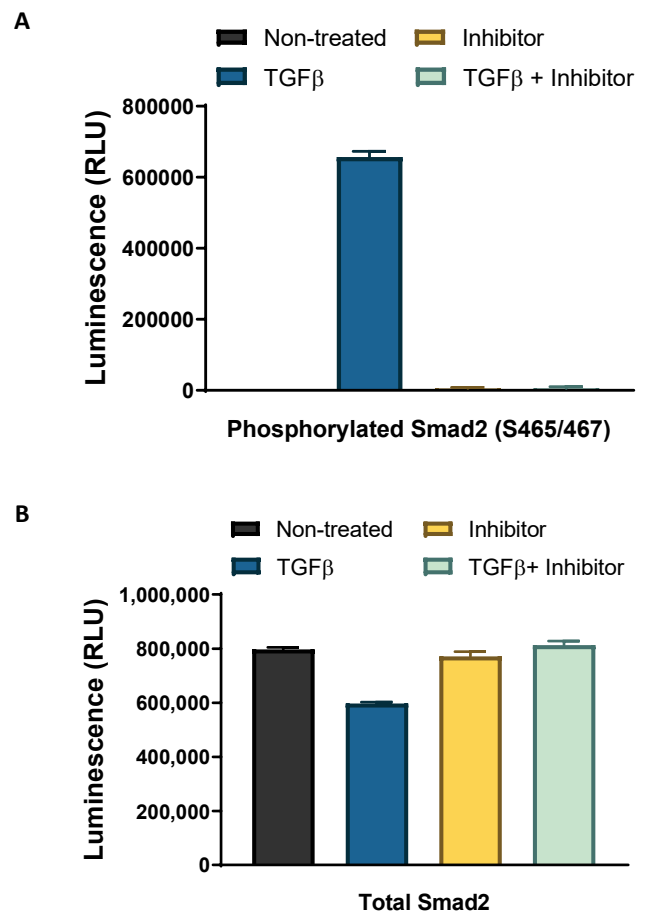 A
Non-treated
Inhibitor
TGFβ
TGFβ + Inhibitor
Luminescence (RLU)
800000
600000
400000
200000
0
Phosphorylated Smad2 (S465/467)
B
Non-treated
Inhibitor
TGFβ
TGFβ+ Inhibitor
Luminescence (RLU)
1,000,000
800,000
600,000
400,000
200,000
0
Total Smad2